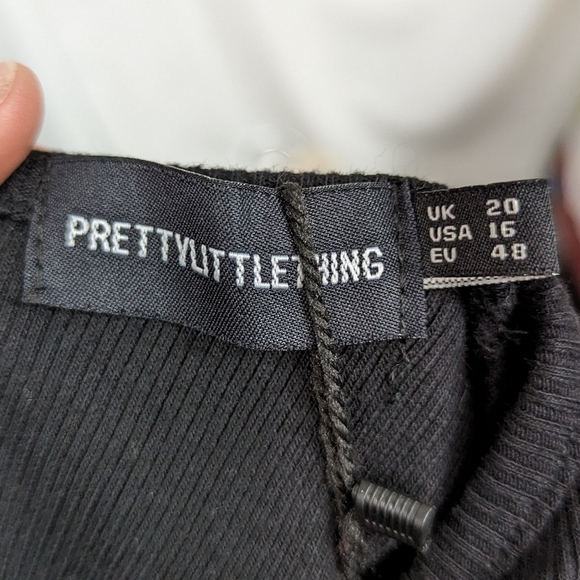 PRETTYLITTLETHING
UK 20
USA 16
EU 48